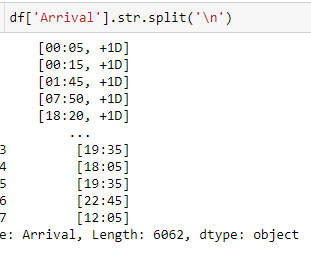 df['Arrival'].str.split('\n')
[00:05, +1D]
[00:15, +1D]
[01:45, +1D]
[07:50, +1D]
[18:20, +1D]
...
3 [19:35]
4 [18:05]
5 [19:35]
6 [22:45]
7 [12:05]
e: Arrival, Length: 6062, dtype: object